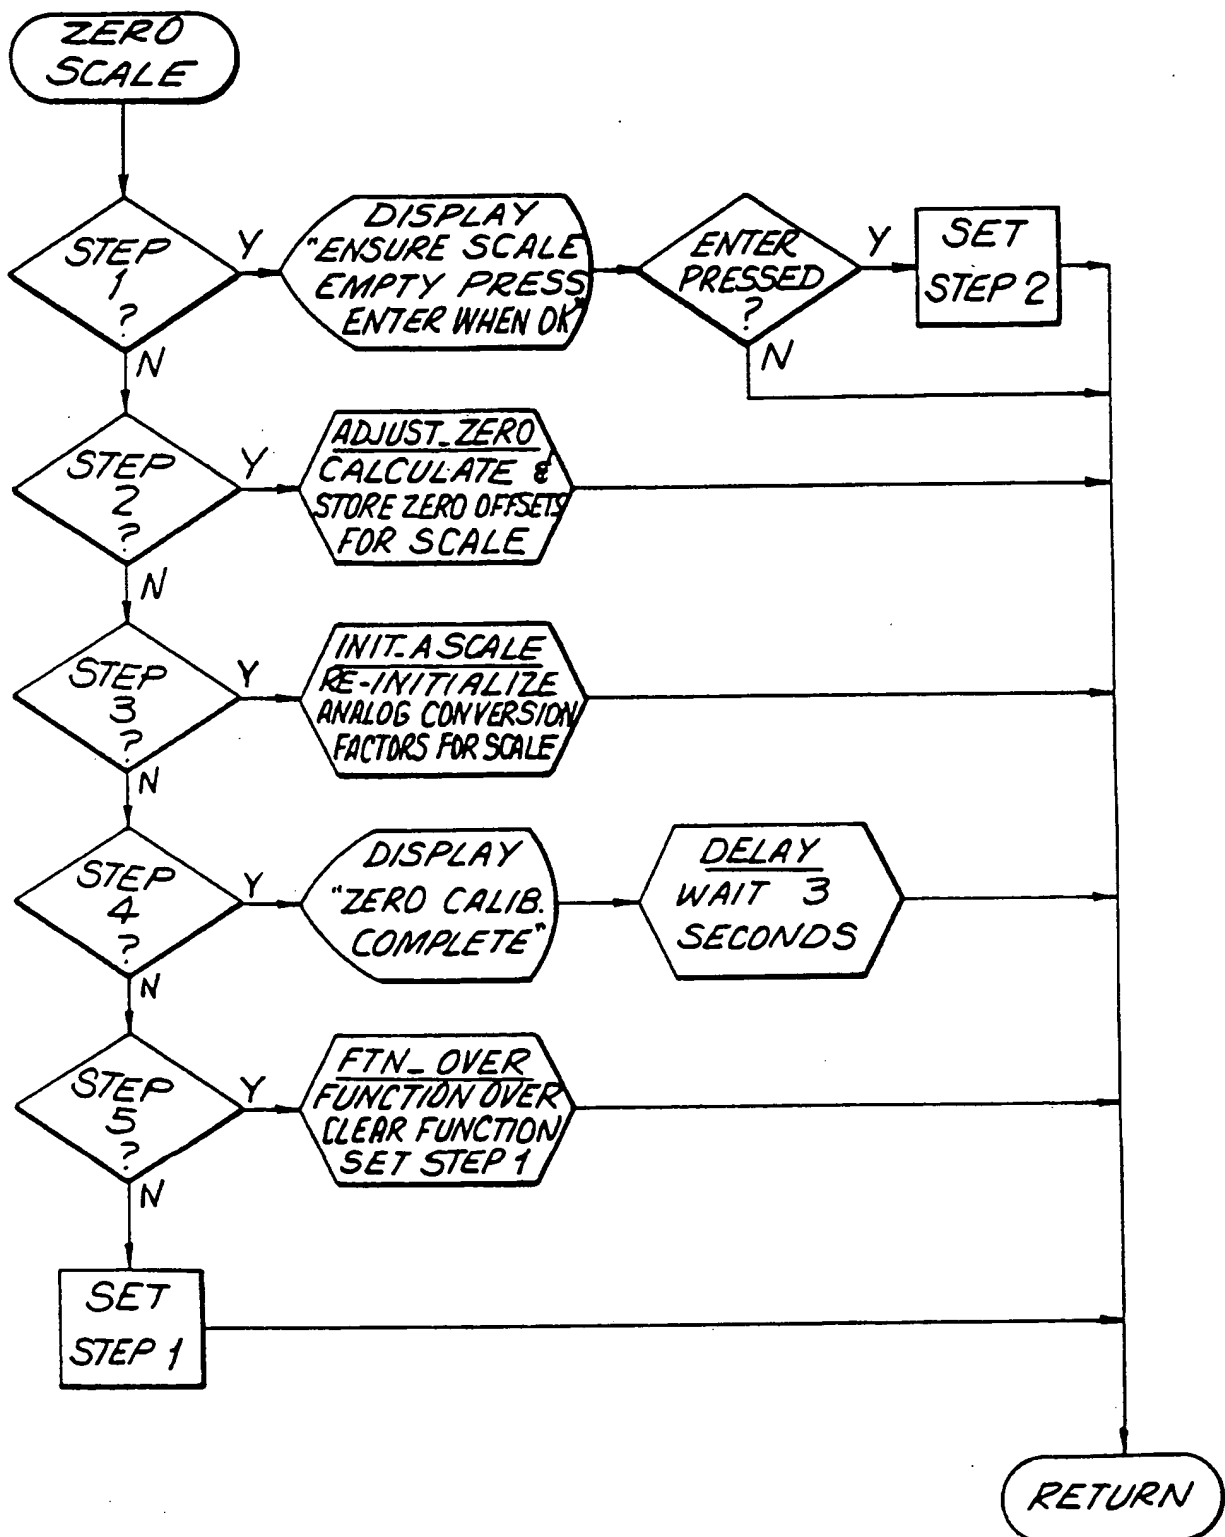 ZERO
SCALE
STEP
1
?
Y
DISPLAY
"ENSURE SCALE
EMPTY PRESS
ENTER WHEN OK"
ENTER
PRESSED
?
Y
SET
STEP 2
N
N
STEP
2
?
Y
ADJUST_ZERO
CALCULATE &
STORE ZERO OFFSETS
FOR SCALE
N
STEP
3
?
Y
INIT_A SCALE
RE-INITIALIZE
ANALOG CONVERSION
FACTORS FOR SCALE
N
STEP
4
?
Y
DISPLAY
"ZERO CALIB.
COMPLETE"
DELAY
WAIT 3
SECONDS
N
STEP
5
?
Y
FTN_OVER
FUNCTION OVER
CLEAR FUNCTION
SET STEP 1
N
SET
STEP 1
RETURN